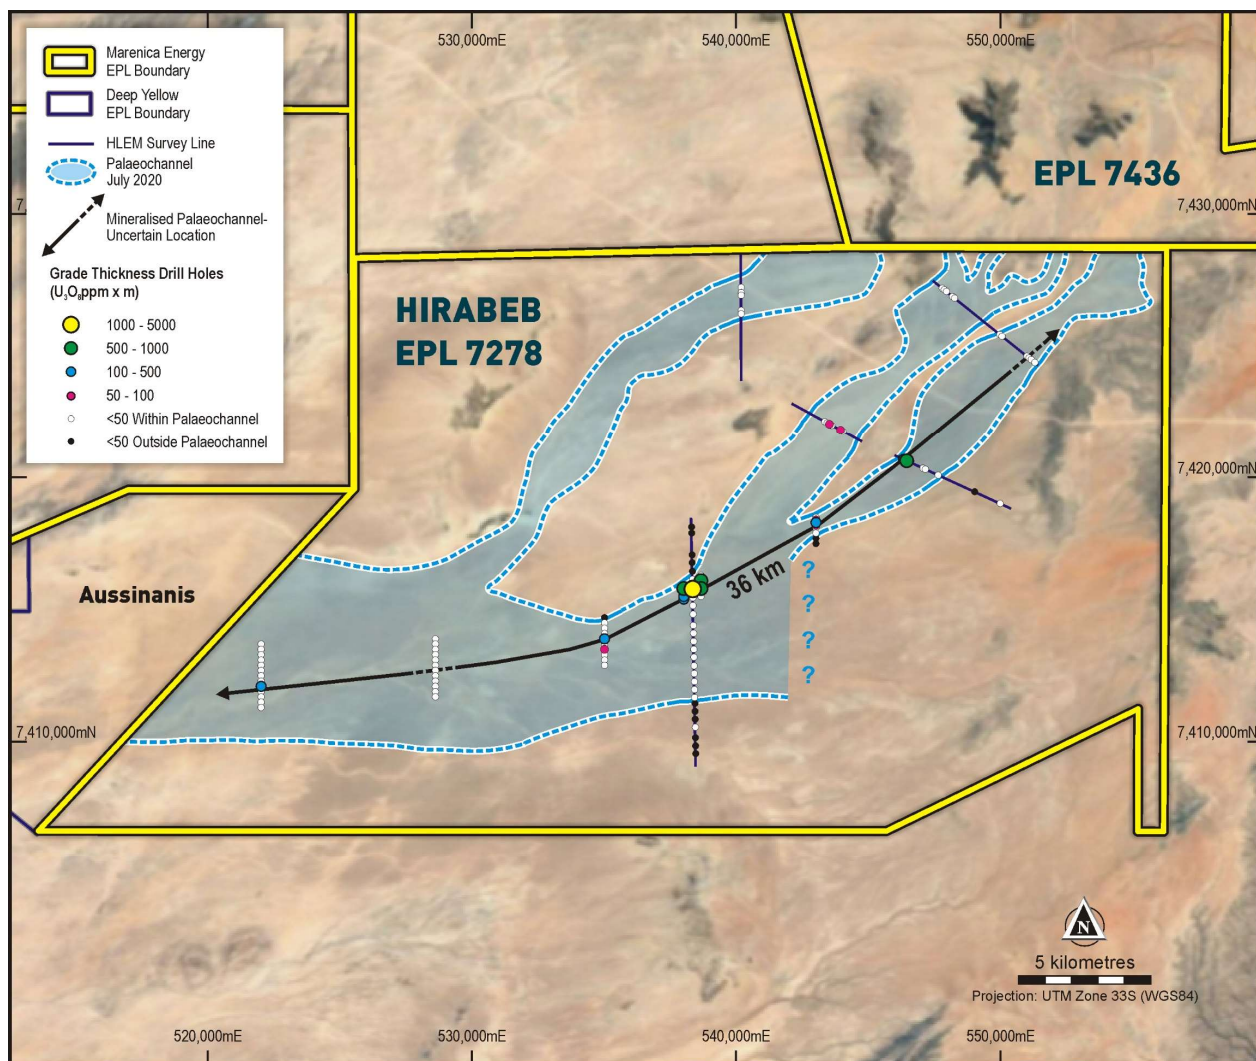 530,000mE
540,000mE
550,000mE
Marenica Energy
EPL Boundary
Deep Yellow
EPL Boundary
HLEM Survey Line
Palaeochannel
July 2020
Mineralised Palaeochannel-
Uncertain Location
Grade Thickness Drill Holes
(U₃O₈ppm x m)
1000 - 5000
500 - 1000
100 - 500
50 - 100
<50 Within Palaeochannel
<50 Outside Palaeochannel
EPL 7436
7,
7,430,000mN
HIRABEB
EPL 7278
7,420,000mN
Aussinanis
36 km
?
?
?
?
7,410,000mN
7,410,000mN
N
5 kilometres
Projection: UTM Zone 33S (WGS84)
520,000mE
530,000mE
540,000mE
550,000mE